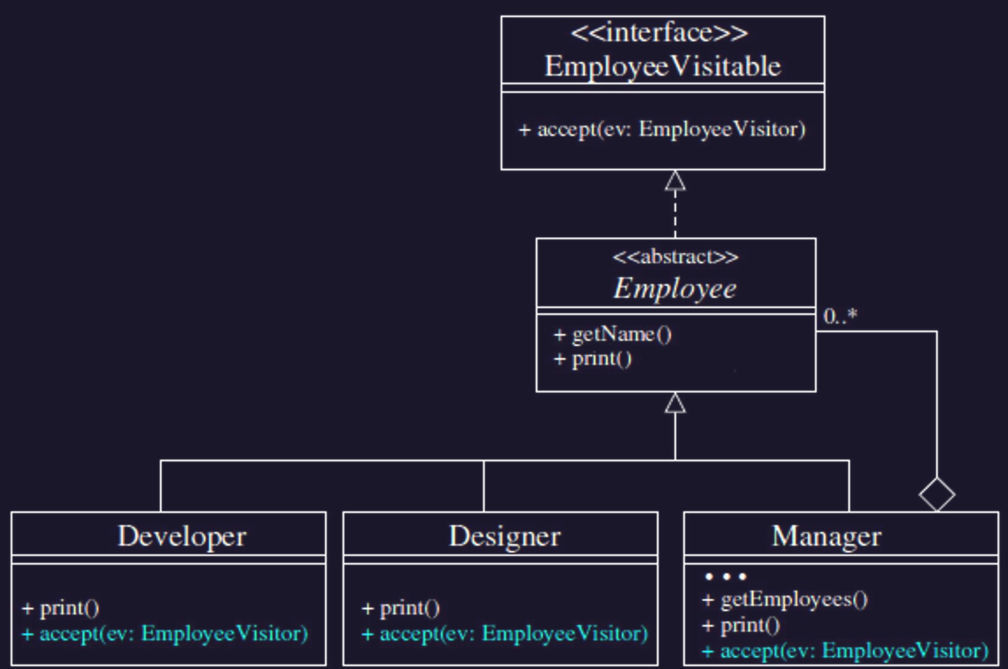 <<interface>>
EmployeeVisitable
+ accept(ev: EmployeeVisitor)
<<abstract>>
Employee
+ getName()
+ print()
0..*
Developer
+ print()
+ accept(ev: EmployeeVisitor)
Designer
+ print()
+ accept(ev: EmployeeVisitor)
Manager
• • •
+ getEmployees()
+ print()
+ accept(ev: EmployeeVisitor)